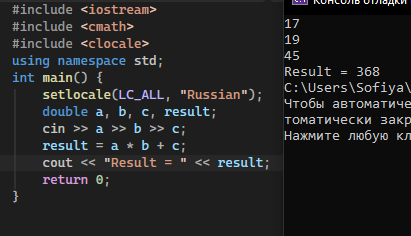 #include <iostream>
#include <cmath>
#include <clocale>
using namespace std;
int main() {
    setlocale(LC_ALL, "Russian");
    double a, b, c, result;
    cin >> a >> b >> c;
    result = a * b + c;
    cout << "Result = " << result;
    return 0;
}
Консоль отладки
17
19
45
Result = 368
C:\Users\Sofiya\
Чтобы автоматиче
томатически закр
Нажмите любую кл